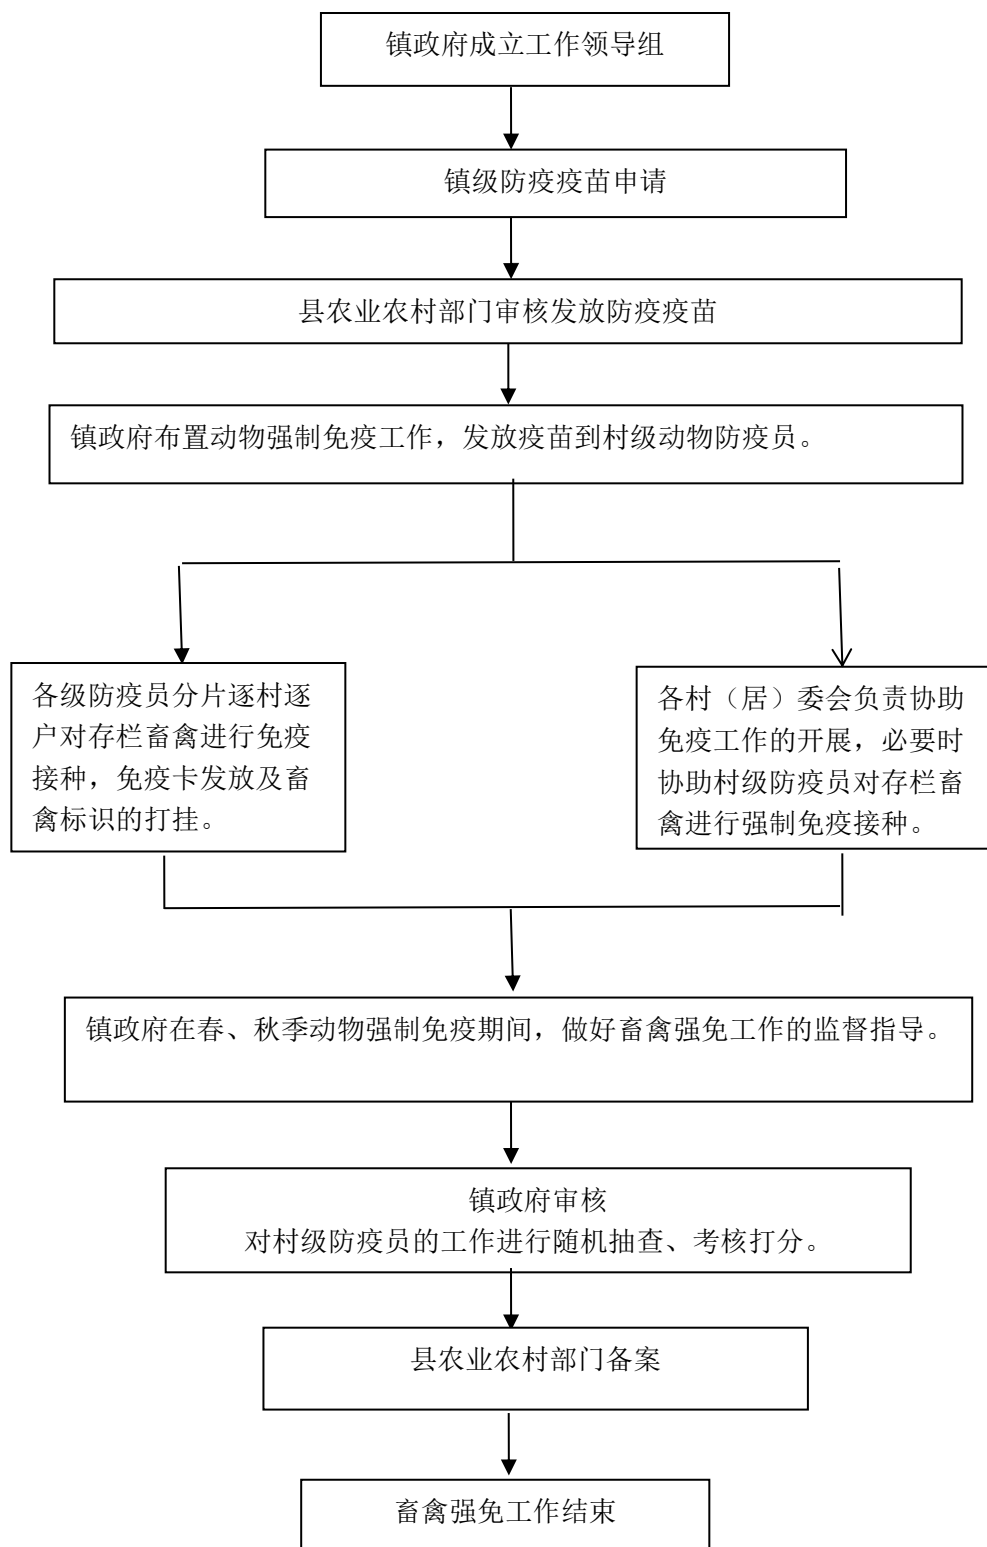 镇政府成立工作领导组
镇级防疫疫苗申请
县农业农村部门审核发放防疫疫苗
镇政府布置动物强制免疫工作，发放疫苗到村级动物防疫员。
各级防疫员分片逐村逐
户对存栏畜禽进行免疫
接种，免疫卡发放及畜
禽标识的打挂。
各村（居）委会负责协助
免疫工作的开展，必要时
协助村级防疫员对存栏畜
禽进行强制免疫接种。
镇政府在春、秋季动物强制免疫期间，做好畜禽强免工作的监督指导。
镇政府审核
对村级防疫员的工作进行随机抽查、考核打分。
县农业农村部门备案
畜禽强免工作结束